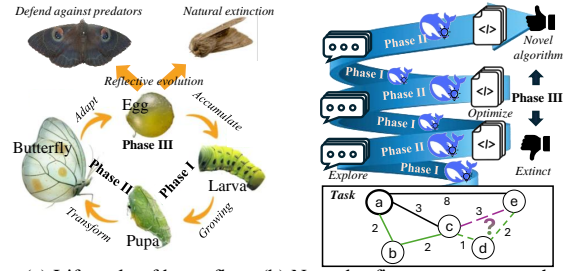 Defend against predators
Natural extinction
Reflective evolution
Adapt
Egg
Accumulate
Phase III
Butterfly
Phase II
Phase I
Larva
Transform
Pupa
Growing
Phase II
</>
Novel
algorithm
Phase I
Phase II
</>
Phase III
Optimize
Phase I
Phase II
</>
Explore
Phase I
Extinct
Task
a
8
e
3
3
2
c
?
2
1
d
2
b